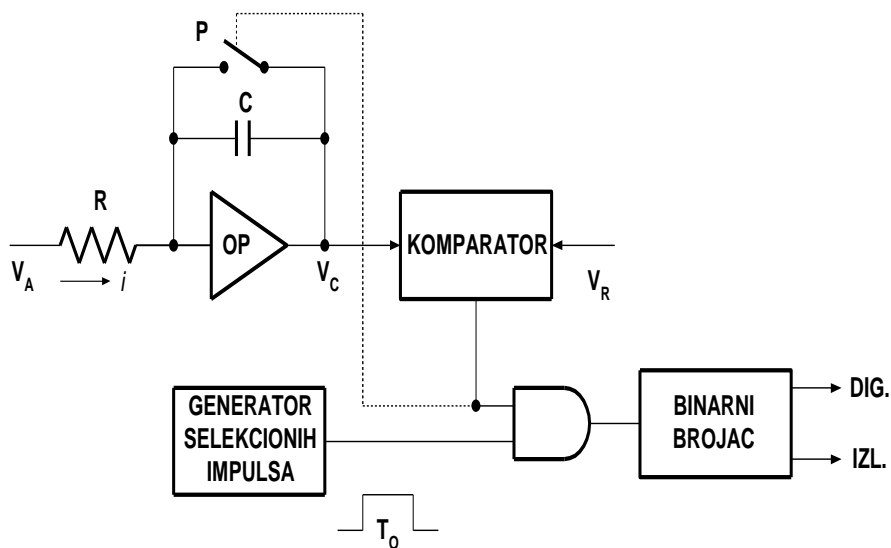 P
C
R
OP
KOMPARATOR
V_A
i
V_C
V_R
GENERATOR
SELEKCIONIH
IMPULSA
BINARNI
BROJAC
DIG.
IZL.
T_O